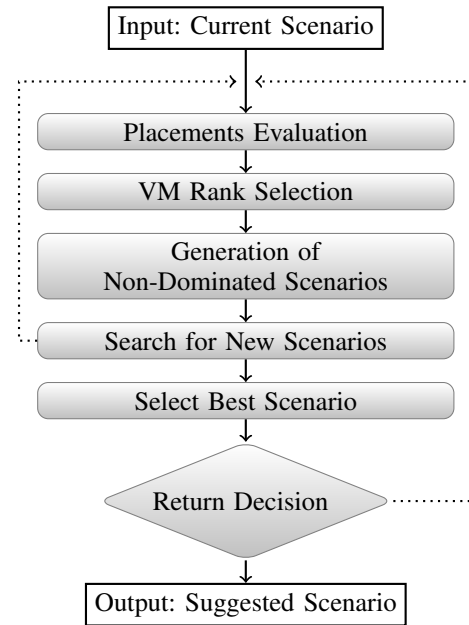 Input: Current Scenario
Placements Evaluation
VM Rank Selection
Generation of
Non-Dominated Scenarios
Search for New Scenarios
Select Best Scenario
Return Decision
Output: Suggested Scenario